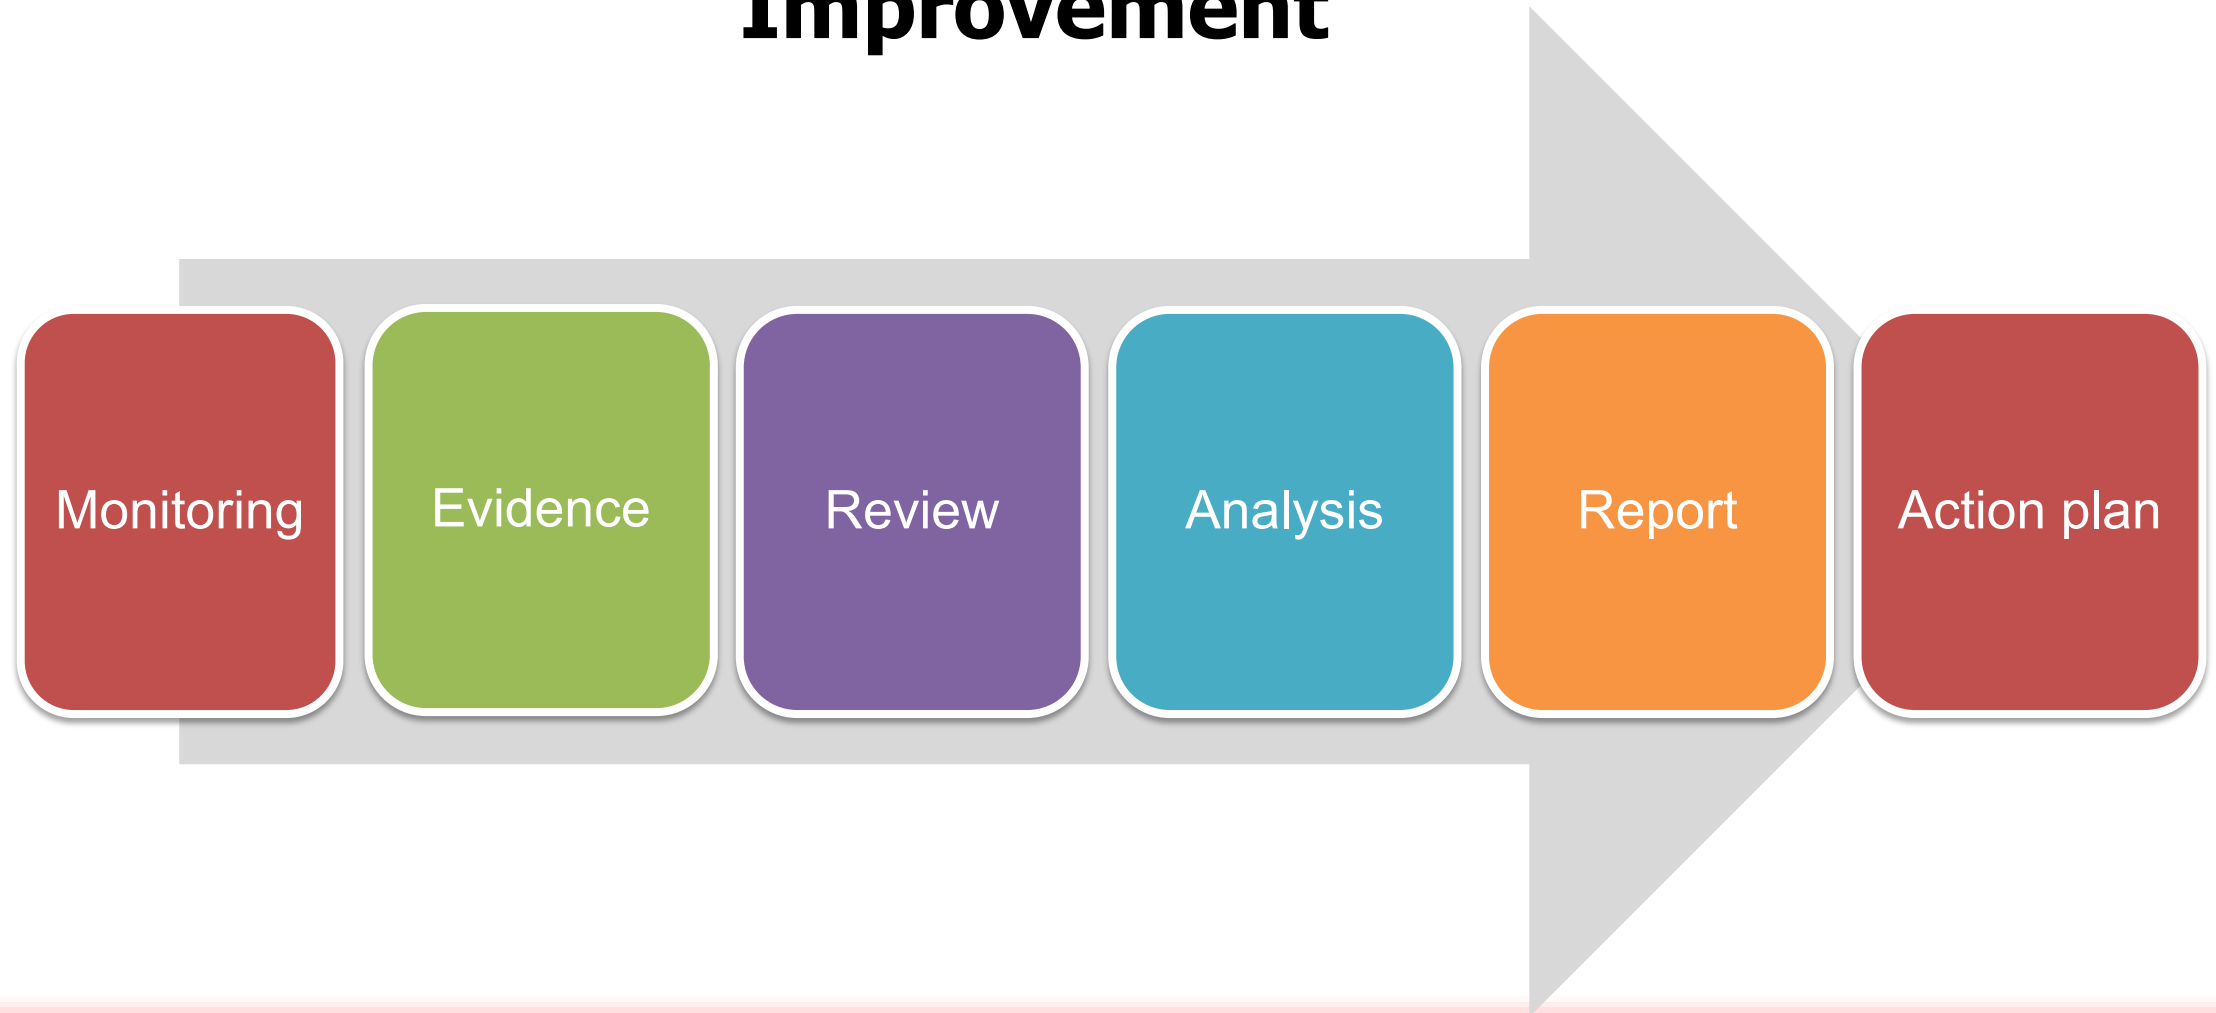 Improvement
Monitoring
Evidence
Review
Analysis
Report
Action plan